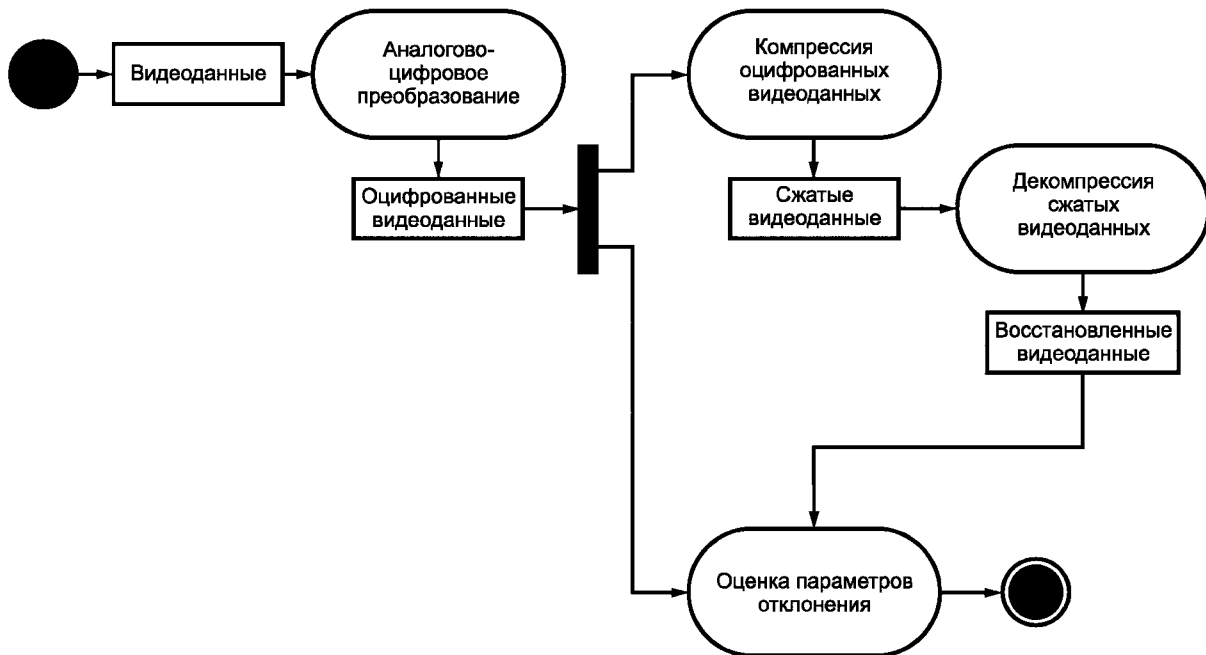 Видеоданные
Аналогово-
цифровое
преобразование
Оцифрованные
видеоданные
Компрессия
оцифрованных
видеоданных
Сжатые
видеоданные
Декомпрессия
сжатых
видеоданных
Восстановленные
видеоданные
Оценка параметров
отклонения